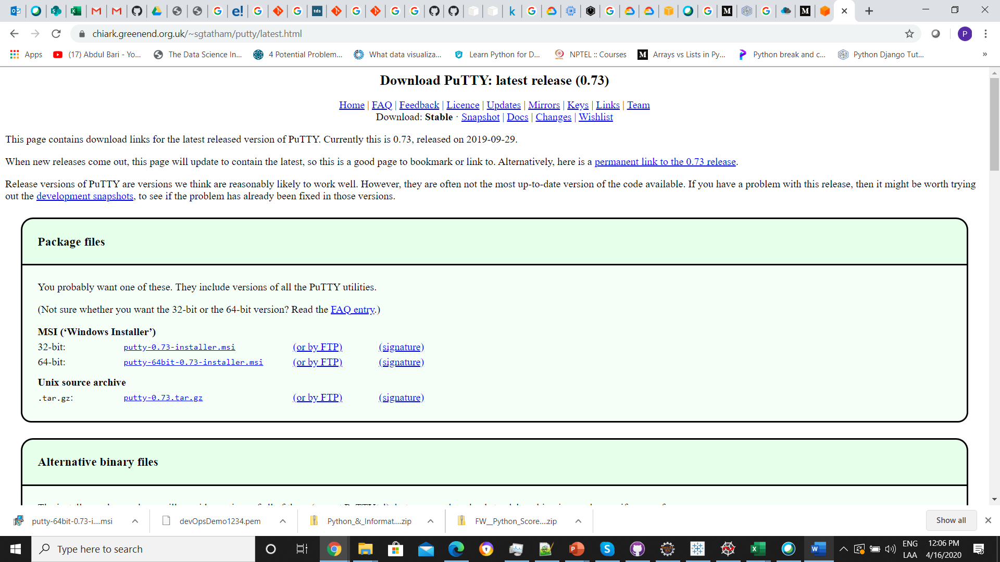 chiark.greenend.org.uk/~sgtatham/putty/latest.html
P
Apps
(17) Abdul Bari - Yo...
The Data Science In...
4 Potential Problem...
What data visualiza...
Learn Python for D...
NPTEL :: Courses
Arrays vs Lists in Py...
Python break and c...
Python Django Tut...
»
Download PuTTY: latest release (0.73)
Home | FAQ | Feedback | Licence | Updates | Mirrors | Keys | Links | Team
Download: Stable · Snapshot | Docs | Changes | Wishlist
This page contains download links for the latest released version of PuTTY. Currently this is 0.73, released on 2019-09-29.
When new releases come out, this page will update to contain the latest, so this is a good page to bookmark or link to. Alternatively, here is a permanent link to the 0.73 release.
Release versions of PuTTY are versions we think are reasonably likely to work well. However, they are often not the most up-to-date version of the code available. If you have a problem with this release, then it might be worth trying
out the development snapshots, to see if the problem has already been fixed in those versions.
Package files
You probably want one of these. They include versions of all the PuTTY utilities.
(Not sure whether you want the 32-bit or the 64-bit version? Read the FAQ entry.)
MSI (‘Windows Installer’)
32-bit: putty-0.73-installer.msi (or by FTP) (signature)
64-bit: putty-64bit-0.73-installer.msi (or by FTP) (signature)
Unix source archive
.tar.gz: putty-0.73.tar.gz (or by FTP) (signature)
Alternative binary files
putty-64bit-0.73-i....msi
devOpsDemo1234.pem
Python_&_Informat....zip
FW__Python_Score....zip
Show all
Type here to search
ENG
LAA
12:06 PM
4/16/2020